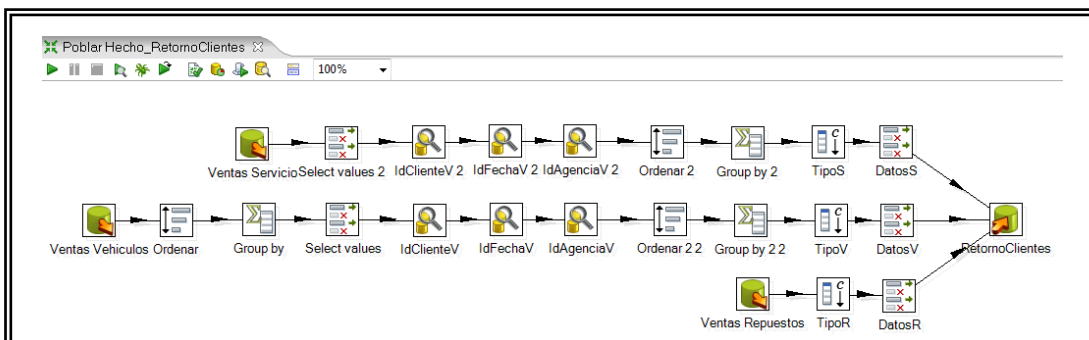 Poblar Hecho_RetornoClientes
100%
Ventas Servicio Select values 2 IdClienteV 2 IdFechaV 2 IdAgenciaV 2 Ordenar 2 Group by 2 TipoS DatosS
Ventas Vehiculos Ordenar Group by Select values IdClienteV IdFechaV IdAgenciaV Ordenar 2 2 Group by 2 2 TipoV DatosV RetornoClientes
Ventas Repuestos TipoR DatosR